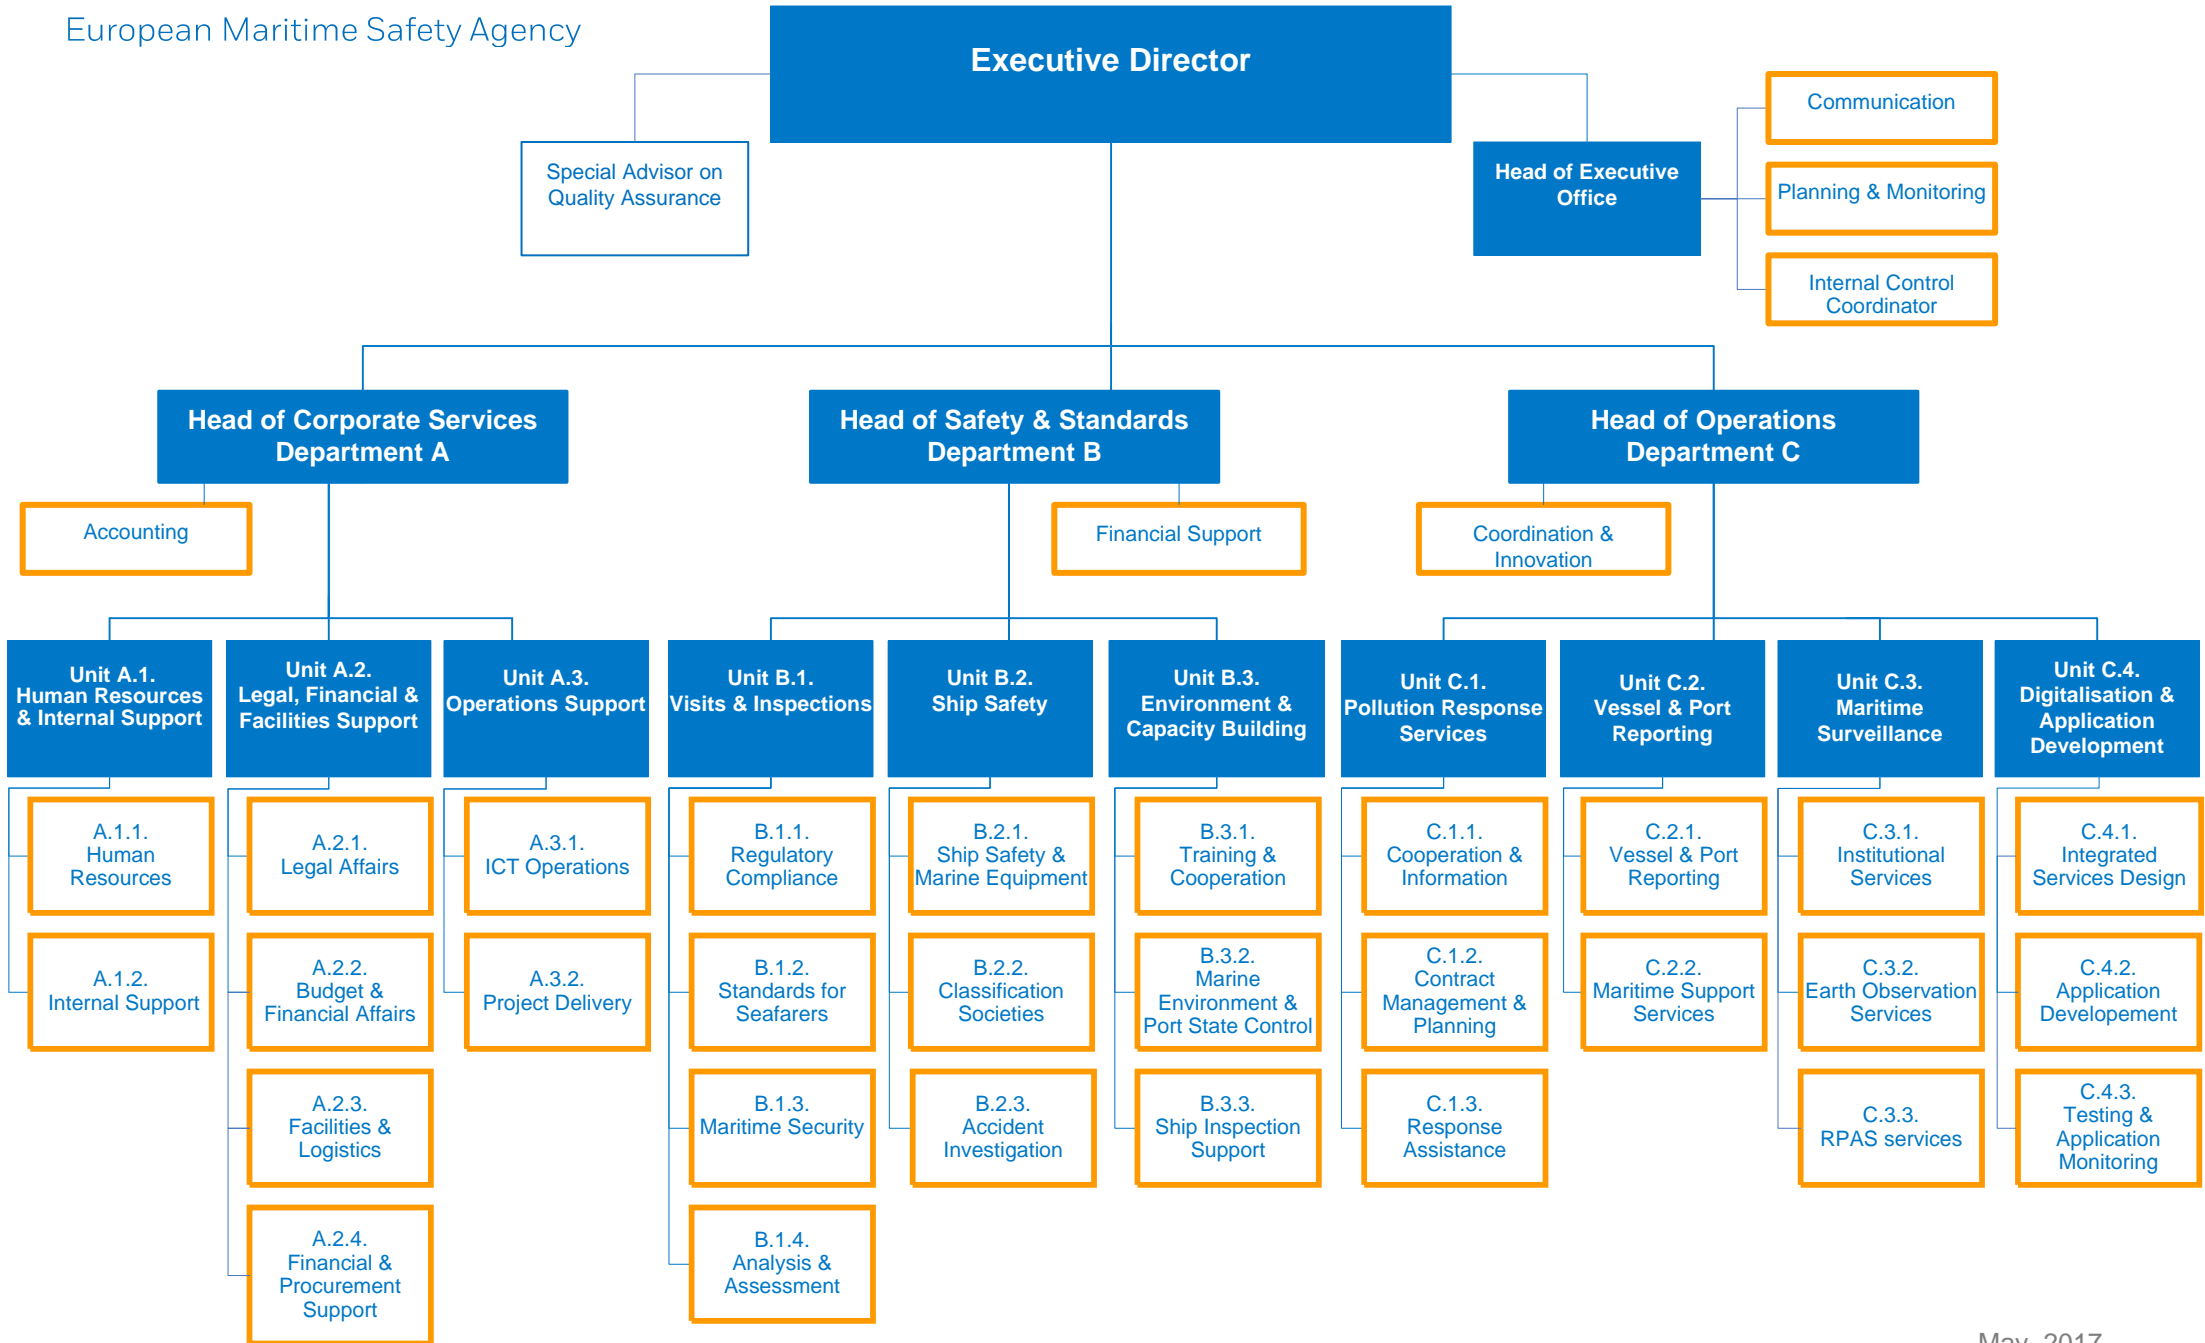 European Maritime Safety Agency
Executive Director
Special Advisor on
Quality Assurance
Head of Executive
Office
Communication
Planning & Monitoring
Internal Control
Coordinator
Head of Corporate Services
Department A
Head of Safety & Standards
Department B
Head of Operations
Department C
Accounting
Financial Support
Coordination &
Innovation
Unit A.1.
Human Resources
& Internal Support
Unit A.2.
Legal, Financial &
Facilities Support
Unit A.3.
Operations Support
Unit B.1.
Visits & Inspections
Unit B.2.
Ship Safety
Unit B.3.
Environment &
Capacity Building
Unit C.1.
Pollution Response
Services
Unit C.2.
Vessel & Port
Reporting
Unit C.3.
Maritime
Surveillance
Unit C.4.
Digitalisation &
Application
Development
A.1.1.
Human
Resources
A.2.1.
Legal Affairs
A.3.1.
ICT Operations
B.1.1.
Regulatory
Compliance
B.2.1.
Ship Safety &
Marine Equipment
B.3.1.
Training &
Cooperation
C.1.1.
Cooperation &
Information
C.2.1.
Vessel & Port
Reporting
C.3.1.
Institutional
Services
C.4.1.
Integrated
Services Design
A.1.2.
Internal Support
A.2.2.
Budget &
Financial Affairs
A.3.2.
Project Delivery
B.1.2.
Standards for
Seafarers
B.2.2.
Classification
Societies
B.3.2.
Marine
Environment &
Port State Control
C.1.2.
Contract
Management &
Planning
C.2.2.
Maritime Support
Services
C.3.2.
Earth Observation
Services
C.4.2.
Application
Developement
A.2.3.
Facilities &
Logistics
B.1.3.
Maritime Security
B.2.3.
Accident
Investigation
B.3.3.
Ship Inspection
Support
C.1.3.
Response
Assistance
C.3.3.
RPAS services
C.4.3.
Testing &
Application
Monitoring
A.2.4.
Financial &
Procurement
Support
B.1.4.
Analysis &
Assessment
May, 2017